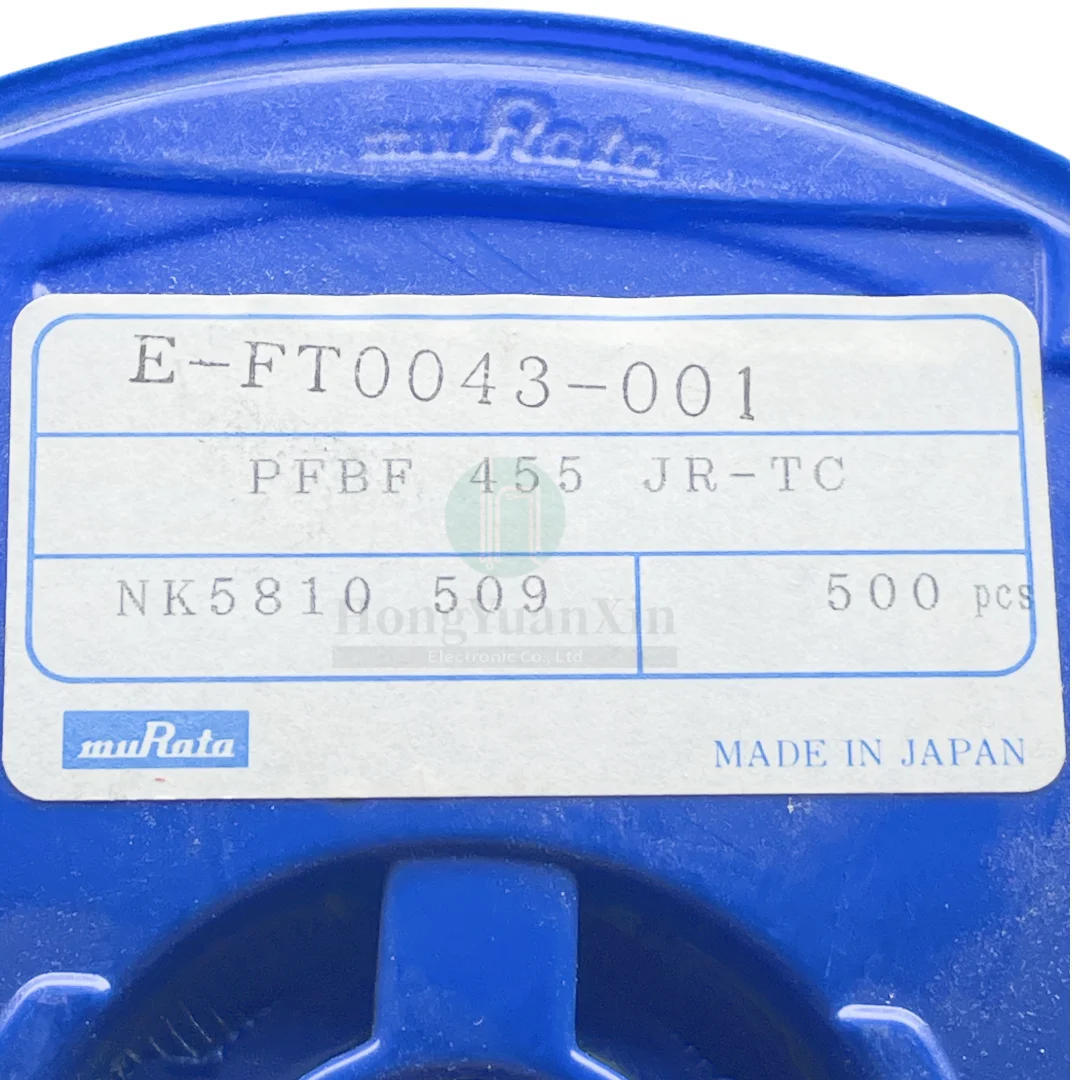 muRata
E-FT0043-001
PFBF 455 JR-TC
NK5810 509
500 pcs
HongYuanXin
Electronic Co., Ltd
muRata
MADE IN JAPAN